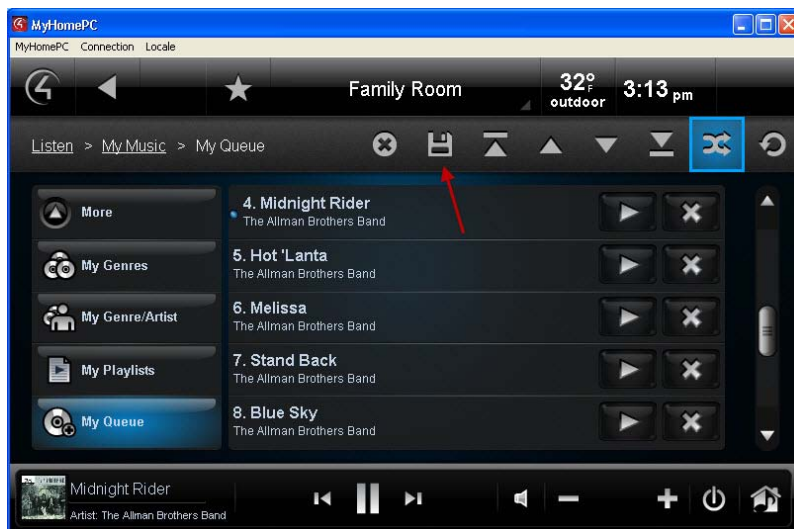 MyHomePC
MyHomePC Connection Locale
Family Room
32°F
outdoor
3:13 pm
Listen > My Music > My Queue
More
My Genres
My Genre/Artist
My Playlists
My Queue
4. Midnight Rider
The Allman Brothers Band
5. Hot 'Lanta
The Allman Brothers Band
6. Melissa
The Allman Brothers Band
7. Stand Back
The Allman Brothers Band
8. Blue Sky
The Allman Brothers Band
Midnight Rider
Artist: The Allman Brothers Band